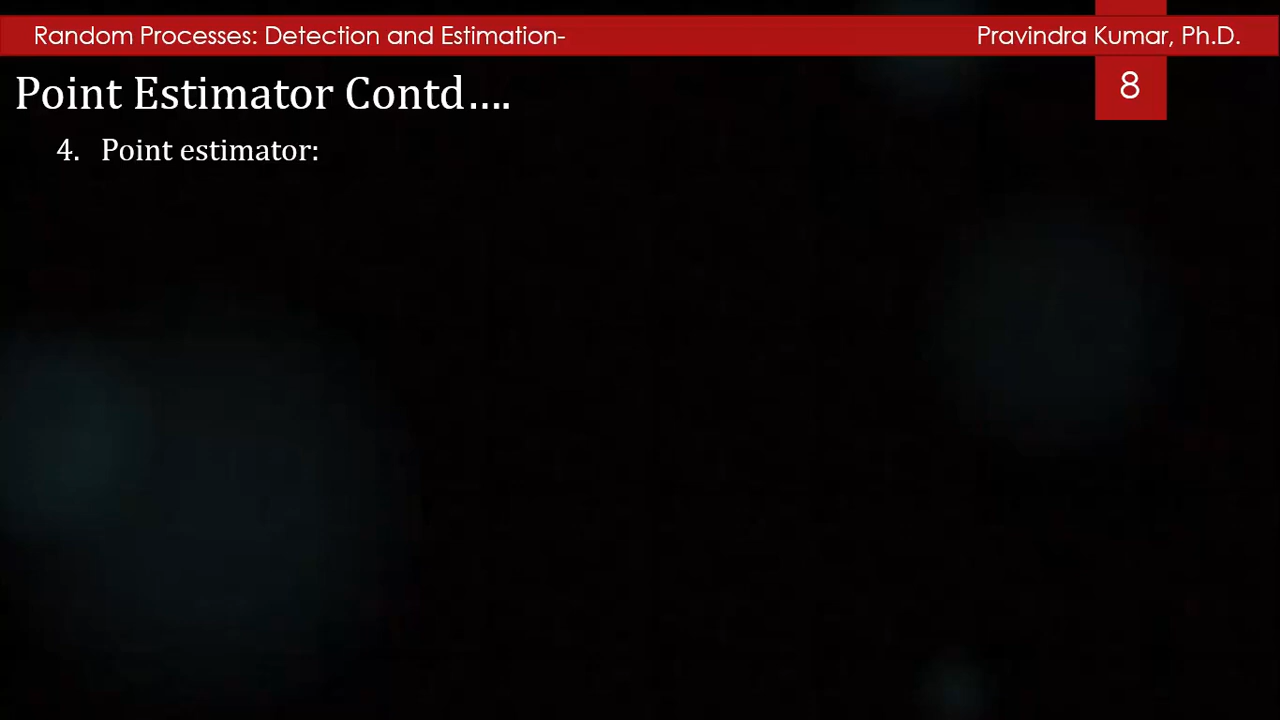 Random Processes: Detection and Estimation-
Pravindra Kumar, Ph.D.
8
Point Estimator Contd....
4. Point estimator: